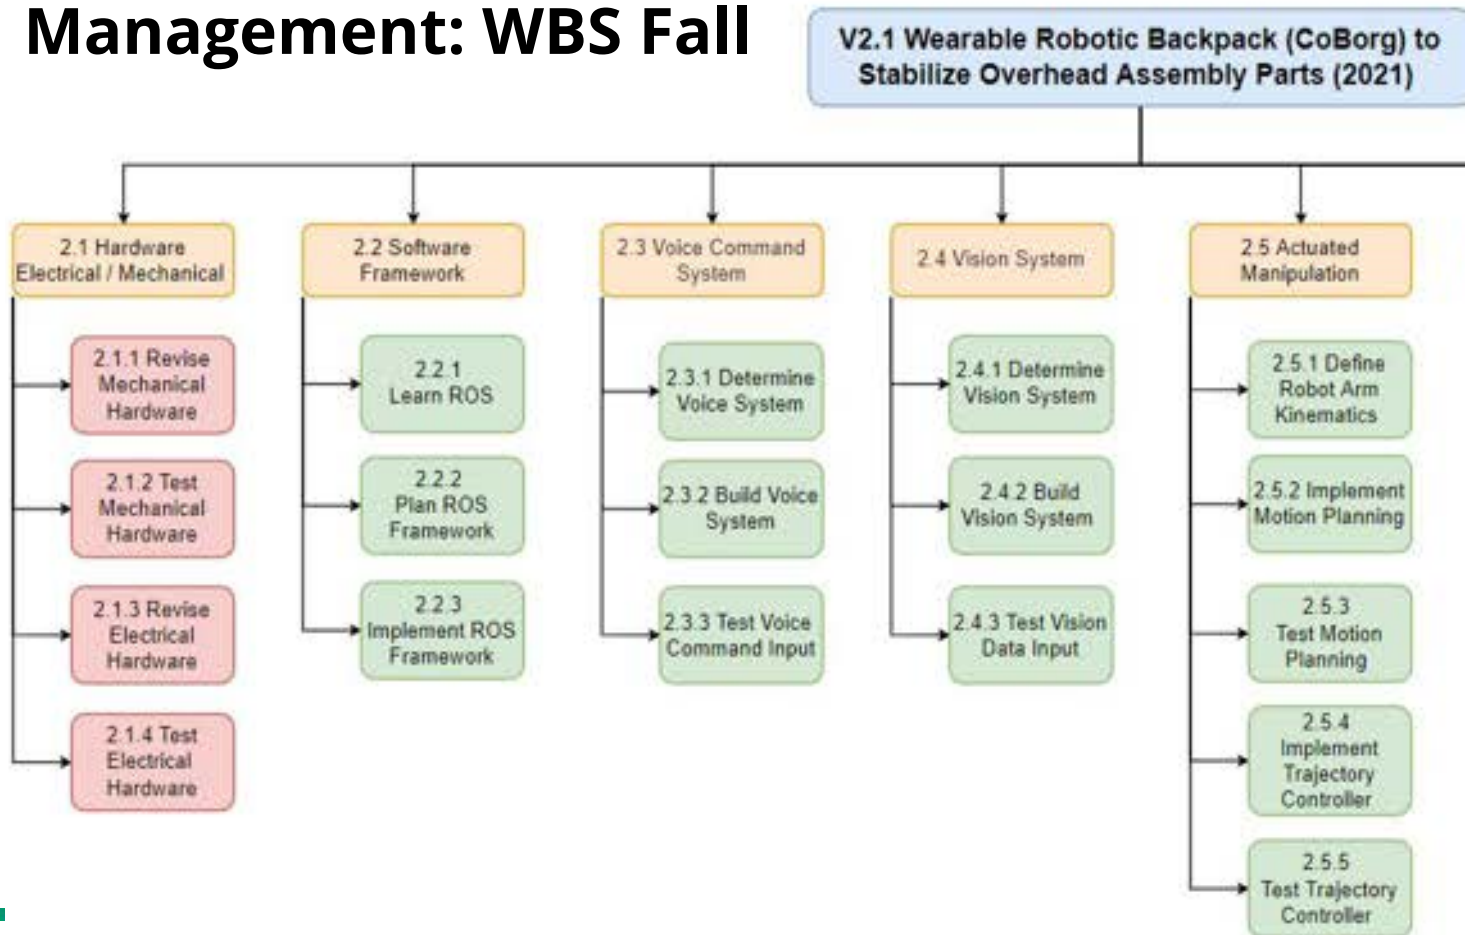 Management: WBS Fall
V2.1 Wearable Robotic Backpack (CoBorg) to
Stabilize Overhead Assembly Parts (2021)
2.1 Hardware
Electrical / Mechanical
2.1.1 Revise
Mechanical
Hardware
2.1.2 Test
Mechanical
Hardware
2.1.3 Revise
Electrical
Hardware
2.1.4 Test
Electrical
Hardware
2.2 Software
Framework
2.2.1
Learn ROS
2.2.2
Plan ROS
Framework
2.2.3
Implement ROS
Framework
2.3 Voice Command
System
2.3.1 Determine
Voice System
2.3.2 Build Voice
System
2.3.3 Test Voice
Command Input
2.4 Vision System
2.4.1 Determine
Vision System
2.4.2 Build
Vision System
2.4.3 Test Vision
Data Input
2.5 Actuated
Manipulation
2.5.1 Define
Robot Arm
Kinematics
2.5.2 Implement
Motion Planning
2.5.3
Test Motion
Planning
2.5.4
Implement
Trajectory
Controller
2.5.5
Test Trajectory
Controller